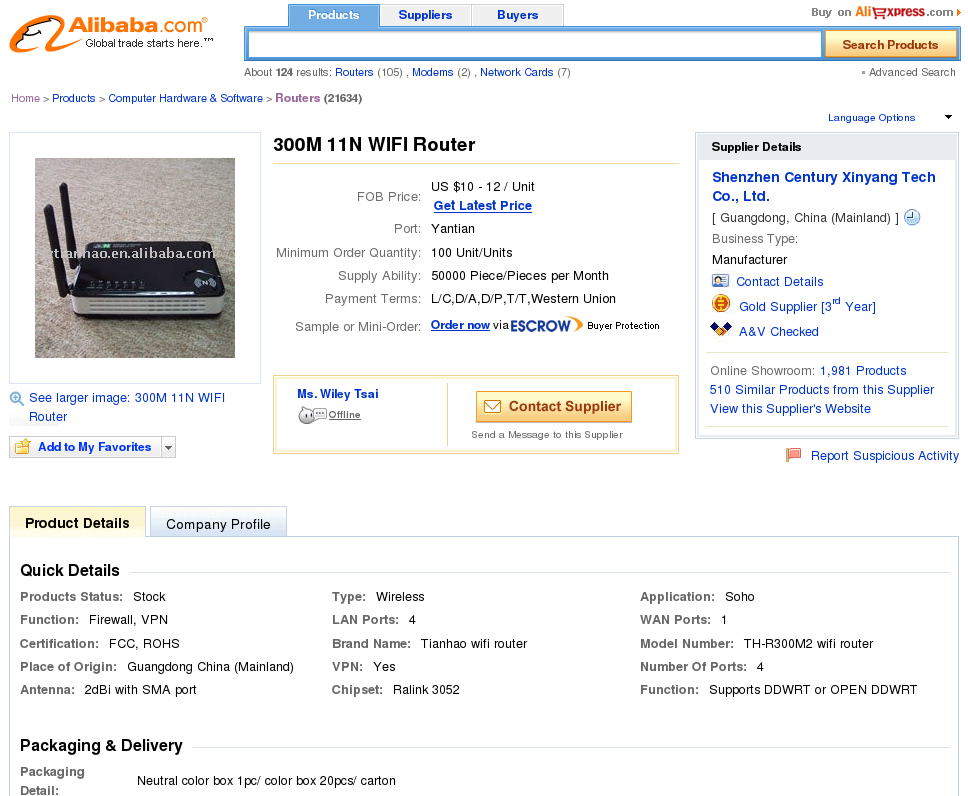 Alibaba.com®
Global trade starts here.™
Products Suppliers Buyers
Buy on AliExpress.com
Search Products
About 124 results: Routers (105) , Modems (2) , Network Cards (7)
Advanced Search
Home > Products > Computer Hardware & Software > Routers (21634)
Language Options
300M 11N WIFI Router
FOB Price: US $10 - 12 / Unit
Get Latest Price
Port: Yantian
Minimum Order Quantity: 100 Unit/Units
Supply Ability: 50000 Piece/Pieces per Month
Payment Terms: L/C,D/A,D/P,T/T,Western Union
Sample or Mini-Order: Order now via ESCROW Buyer Protection
rtianhao.en.alibaba.com
See larger image: 300M 11N WIFI
Router
Add to My Favorites
Ms. Wiley Tsai
Offline
Contact Supplier
Send a Message to this Supplier
Supplier Details
Shenzhen Century Xinyang Tech
Co., Ltd.
[ Guangdong, China (Mainland) ]
Business Type:
Manufacturer
Contact Details
Gold Supplier [3rd Year]
A&V Checked
Online Showroom: 1,981 Products
510 Similar Products from this Supplier
View this Supplier's Website
Report Suspicious Activity
Product Details Company Profile
Quick Details
Products Status: Stock Type: Wireless Application: Soho
Function: Firewall, VPN LAN Ports: 4 WAN Ports: 1
Certification: FCC, ROHS Brand Name: Tianhao wifi router Model Number: TH-R300M2 wifi router
Place of Origin: Guangdong China (Mainland) VPN: Yes Number Of Ports: 4
Antenna: 2dBi with SMA port Chipset: Ralink 3052 Function: Supports DDWRT or OPEN DDWRT
Packaging & Delivery
Packaging
Detail: Neutral color box 1pc/ color box 20pcs/ carton